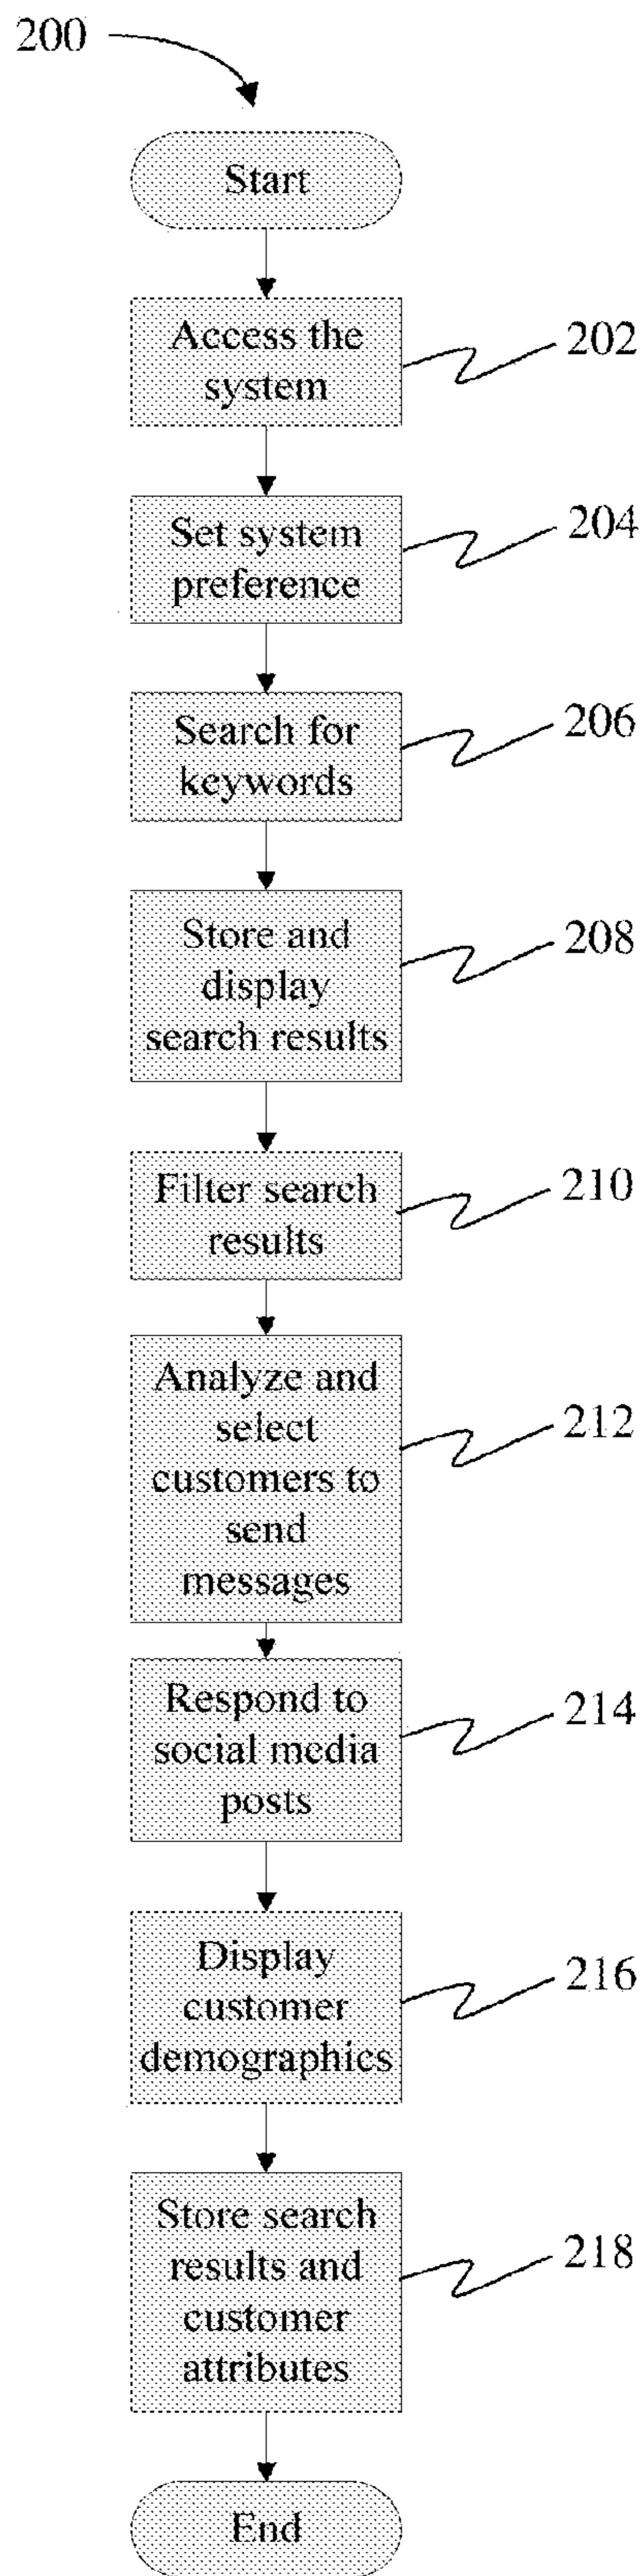 200
Start
Access the
system
202
Set system
preference
204
Search for
keywords
206
Store and
display
search results
208
Filter search
results
210
Analyze and
select
customers to
send
messages
212
Respond to
social media
posts
214
Display
customer
demographics
216
Store search
results and
customer
attributes
218
End